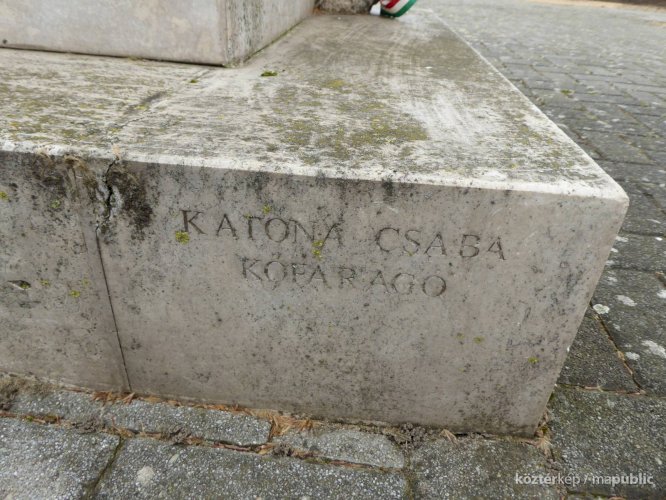 KATONA CSABA
KŐFARAGÓ
köztérkép / mapublic